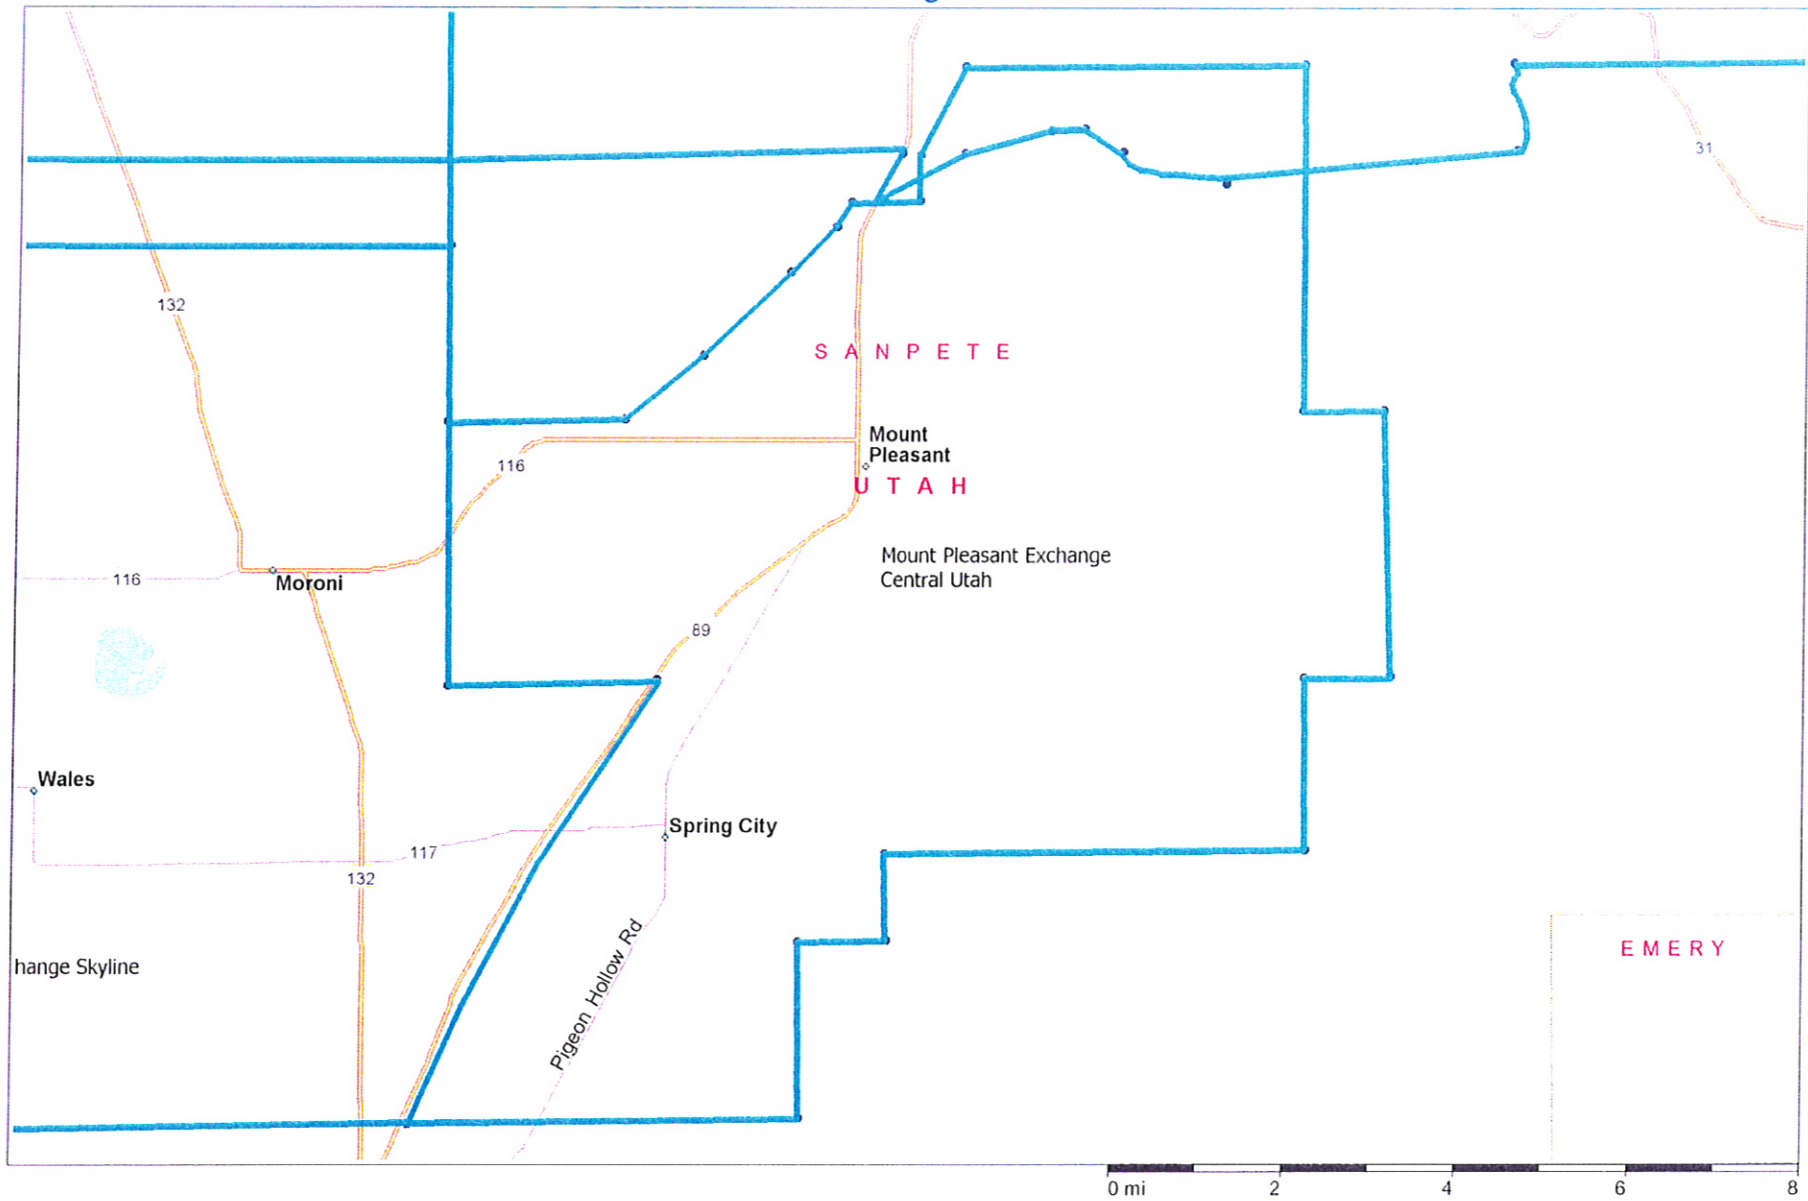 31
132
SANPETE
Mount
Pleasant
116
UTAH
Mount Pleasant Exchange
Central Utah
116
Moroni
89
Wales
Spring City
117
132
Pigeon Hollow Rd
hange Skyline
EMERY
0 mi 2 4 6 8